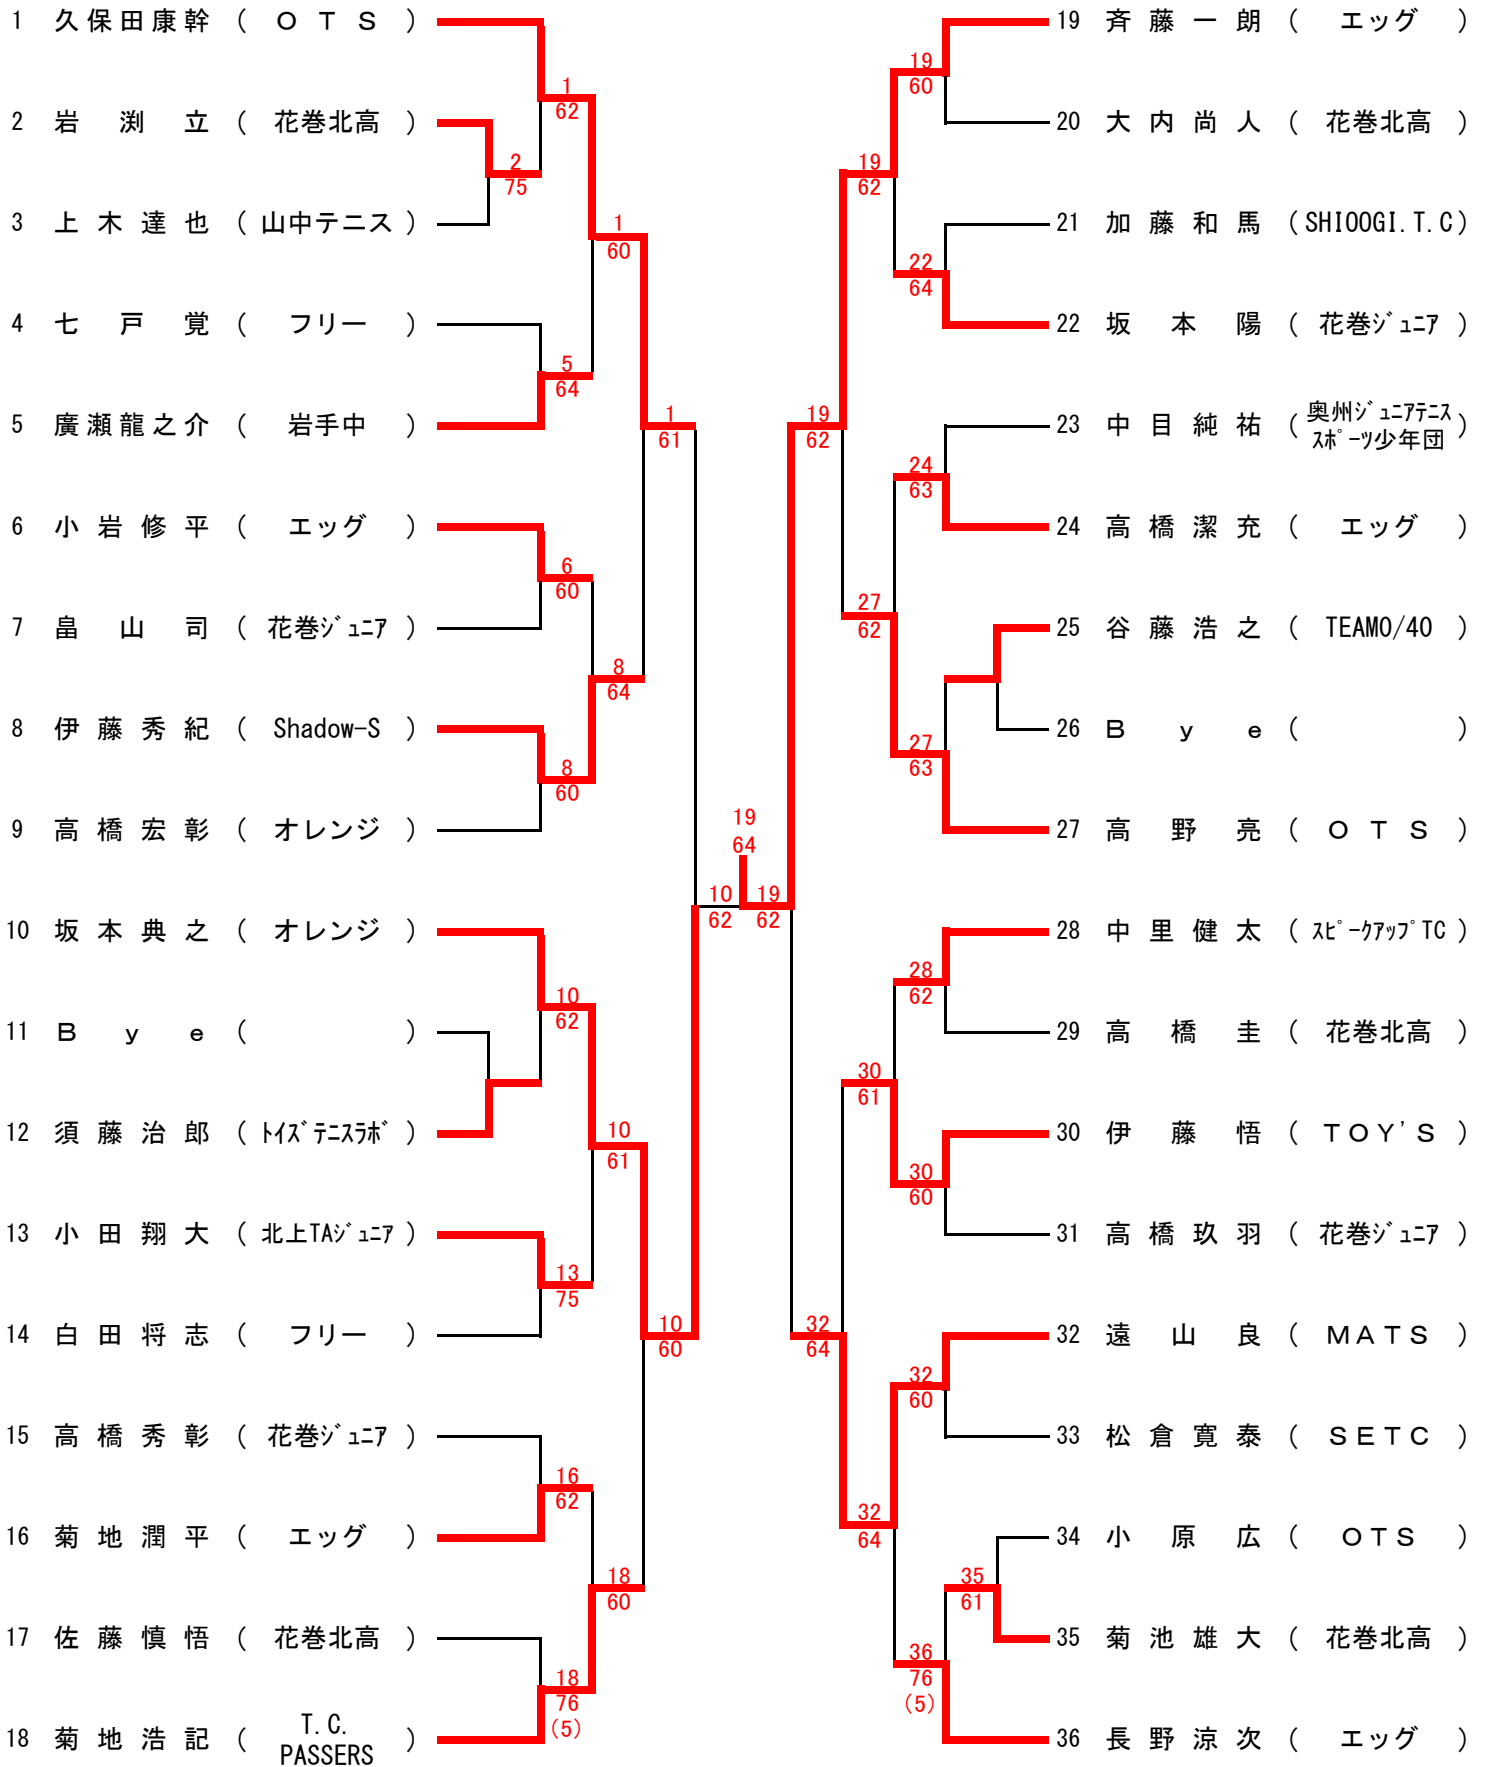 1 久保田康幹 ( ＯＴＳ )
2 岩渕立 ( 花巻北高 )
3 上木達也 ( 山中テニス )
4 七戸覚 ( フリー )
5 廣瀬龍之介 ( 岩手中 )
6 小岩修平 ( エッグ )
7 畠山司 ( 花巻ｼﾞｭﾆｱ )
8 伊藤秀紀 ( Shadow-S )
9 高橋宏彰 ( オレンジ )
10 坂本典之 ( オレンジ )
11 Ｂｙｅ ( )
12 須藤治郎 ( ﾄｲｽﾞﾃﾆｽﾗﾎﾞ )
13 小田翔大 ( 北上TAｼﾞｭﾆｱ )
14 白田将志 ( フリー )
15 高橋秀彰 ( 花巻ｼﾞｭﾆｱ )
16 菊地潤平 ( エッグ )
17 佐藤慎悟 ( 花巻北高 )
18 菊地浩記 ( T.C.
PASSERS )
1
62
2
75
1
60
5
64
1
61
6
60
8
64
8
60
10
62
10
61
13
75
10
60
16
62
18
60
18
76
(5)
10
62
19
64
19
62
19
60
19
62
22
64
19
62
24
63
27
62
27
63
28
62
30
61
30
60
32
64
32
60
32
64
35
61
36
76
(5)
19 斉藤一朗 ( エッグ )
20 大内尚人 ( 花巻北高 )
21 加藤和馬 (SHIOOGI.T.C)
22 坂本陽 ( 花巻ｼﾞｭﾆｱ )
23 中目純祐 ( 奥州ｼﾞｭﾆｱﾃﾆｽ
ｽﾎﾟｰﾂ少年団 )
24 高橋潔充 ( エッグ )
25 谷藤浩之 ( TEAM0/40 )
26 Ｂｙｅ ( )
27 高野亮 ( ＯＴＳ )
28 中里健太 ( ｽﾋﾟｰｸｱｯﾌﾟTC )
29 高橋圭 ( 花巻北高 )
30 伊藤悟 ( ＴＯＹ'Ｓ )
31 高橋玖羽 ( 花巻ｼﾞｭﾆｱ )
32 遠山良 ( ＭＡＴＳ )
33 松倉寛泰 ( ＳＥＴＣ )
34 小原広 ( ＯＴＳ )
35 菊池雄大 ( 花巻北高 )
36 長野涼次 ( エッグ )